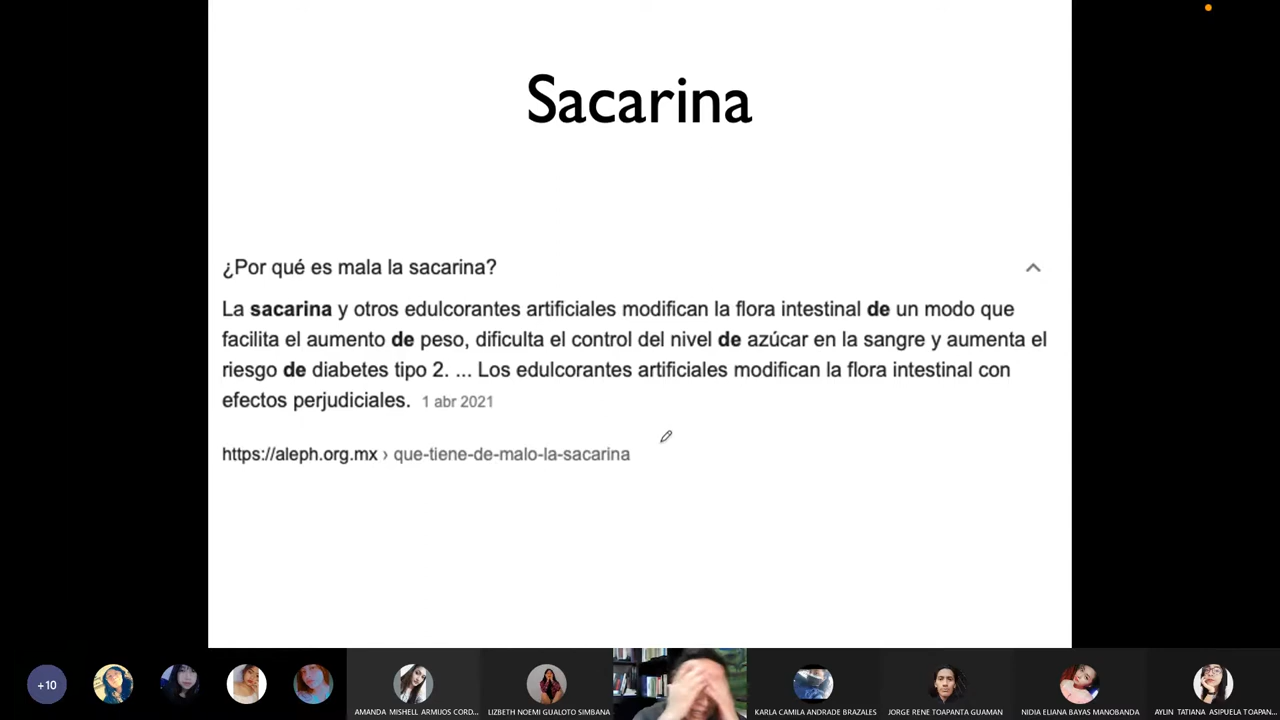 Sacarina
¿Por qué es mala la sacarina?
La sacarina y otros edulcorantes artificiales modifican la flora intestinal de un modo que
facilita el aumento de peso, dificulta el control del nivel de azúcar en la sangre y aumenta el
riesgo de diabetes tipo 2. ... Los edulcorantes artificiales modifican la flora intestinal con
efectos perjudiciales. 1 abr 2021
https://aleph.org.mx › que-tiene-de-malo-la-sacarina
+10
AMANDA MISHELL ARMIJOS CORD...
LIZBETH NOEMI GUALOTO SIMBANA
KARLA CAMILA ANDRADE BRAZALES
JORGE RENE TOAPANTA GUAMAN
NIDIA ELIANA BAYAS MANOBANDA
AYLIN TATIANA ASIPUELA TOAPAN...